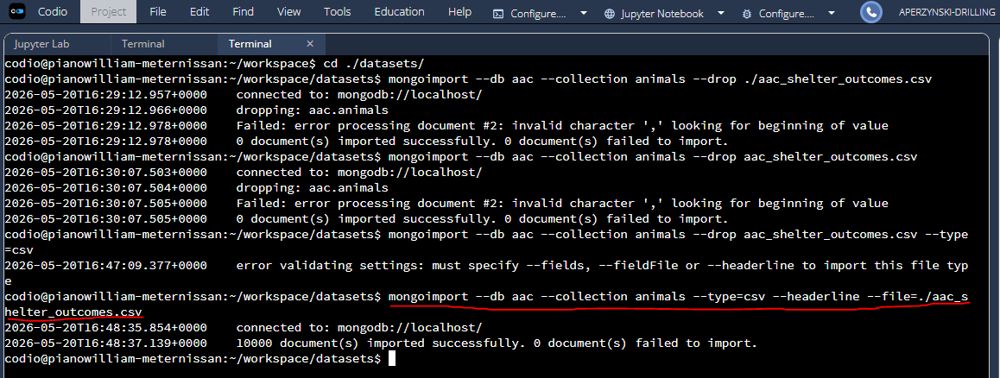 Codio Project File Edit Find View Tools Education Help Configure.... Jupyter Notebook Configure.... APERZYNSKI-DRILLING
Jupyter Lab Terminal Terminal ×
codio@pianowilliam-meternissan:~/workspace$ cd ./datasets/
codio@pianowilliam-meternissan:~/workspace/datasets$ mongoimport --db aac --collection animals --drop ./aac_shelter_outcomes.csv
2026-05-20T16:29:12.957+0000    connected to: mongodb://localhost/
2026-05-20T16:29:12.966+0000    dropping: aac.animals
2026-05-20T16:29:12.978+0000    Failed: error processing document #2: invalid character ',' looking for beginning of value
2026-05-20T16:29:12.978+0000    0 document(s) imported successfully. 0 document(s) failed to import.
codio@pianowilliam-meternissan:~/workspace/datasets$ mongoimport --db aac --collection animals --drop aac_shelter_outcomes.csv
2026-05-20T16:30:07.503+0000    connected to: mongodb://localhost/
2026-05-20T16:30:07.504+0000    dropping: aac.animals
2026-05-20T16:30:07.505+0000    Failed: error processing document #2: invalid character ',' looking for beginning of value
2026-05-20T16:30:07.505+0000    0 document(s) imported successfully. 0 document(s) failed to import.
codio@pianowilliam-meternissan:~/workspace/datasets$ mongoimport --db aac --collection animals --drop aac_shelter_outcomes.csv --type
=csv
2026-05-20T16:47:09.377+0000    error validating settings: must specify --fields, --fieldFile or --headerline to import this file typ
e
codio@pianowilliam-meternissan:~/workspace/datasets$ mongoimport --db aac --collection animals --type=csv --headerline --file=./aac_s
helter_outcomes.csv
2026-05-20T16:48:35.854+0000    connected to: mongodb://localhost/
2026-05-20T16:48:37.139+0000    10000 document(s) imported successfully. 0 document(s) failed to import.
codio@pianowilliam-meternissan:~/workspace/datasets$